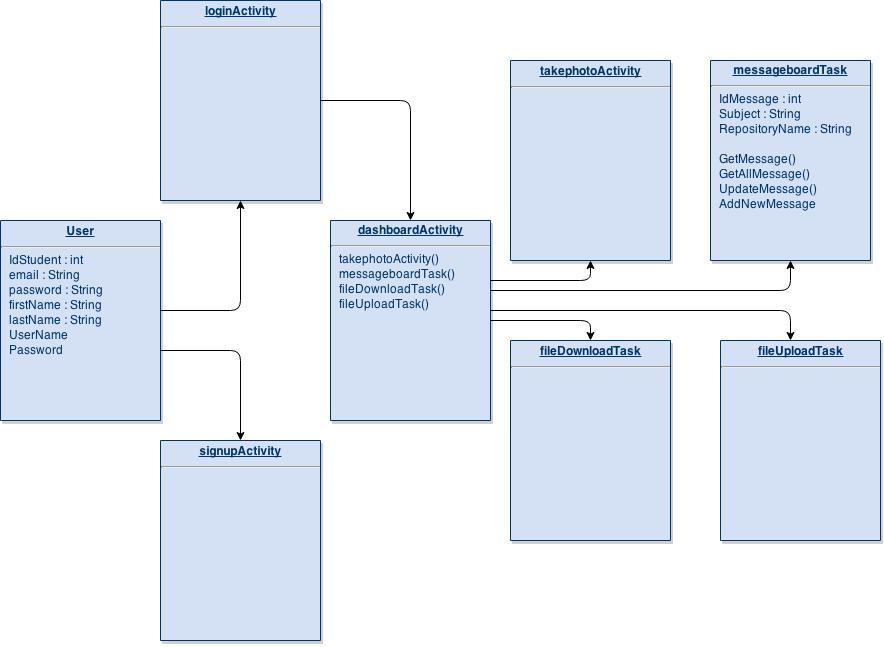 loginActivity
takephotoActivity
messageboardTask
IdMessage : int
Subject : String
RepositoryName : String
GetMessage()
GetAllMessage()
UpdateMessage()
AddNewMessage
User
IdStudent : int
email : String
password : String
firstName : String
lastName : String
UserName
Password
dashboardActivity
takephotoActivity()
messageboardTask()
fileDownloadTask()
fileUploadTask()
fileDownloadTask
fileUploadTask
signupActivity